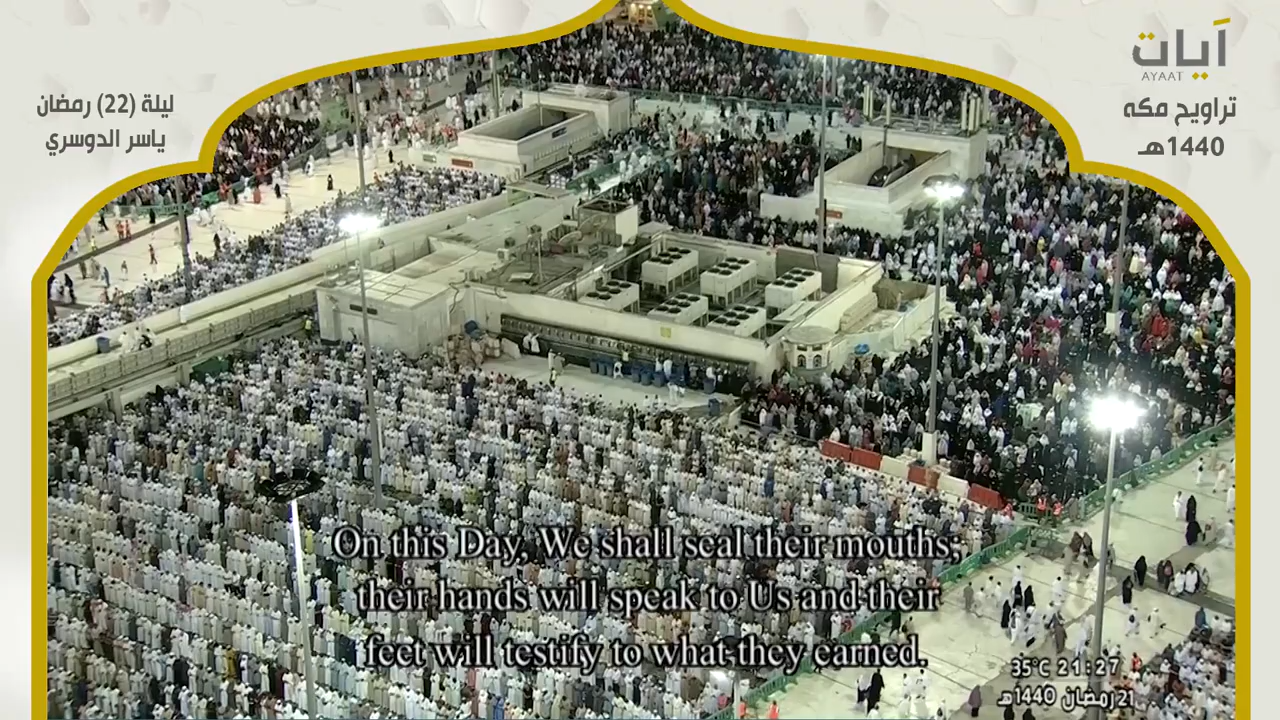 آيات
AYAAT
تراويح مكه
1440هـ
ليلة (22) رمضان
ياسر الدوسري
On this Day, We shall seal their mouths;
their hands will speak to Us and their
feet will testify to what they earned.
35°C 21:27
21رمضان 1440هـ